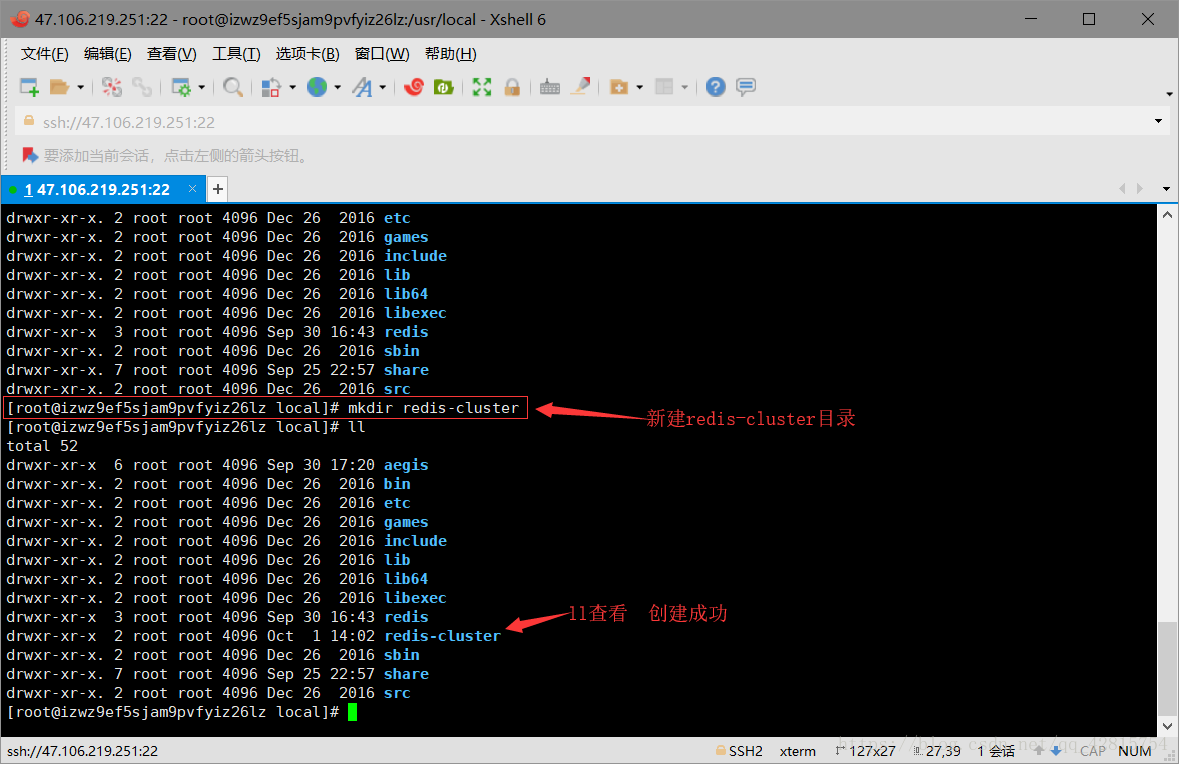 47.106.219.251:22 - root@izwz9ef5sjam9pvfyiz26lz:/usr/local - Xshell 6
文件(F) 编辑(E) 查看(V) 工具(T) 选项卡(B) 窗口(W) 帮助(H)
ssh://47.106.219.251:22
要添加当前会话，点击左侧的箭头按钮。
1 47.106.219.251:22 × +
drwxr-xr-x. 2 root root 4096 Dec 26  2016 etc
drwxr-xr-x. 2 root root 4096 Dec 26  2016 games
drwxr-xr-x. 2 root root 4096 Dec 26  2016 include
drwxr-xr-x. 2 root root 4096 Dec 26  2016 lib
drwxr-xr-x. 2 root root 4096 Dec 26  2016 lib64
drwxr-xr-x. 2 root root 4096 Dec 26  2016 libexec
drwxr-xr-x  3 root root 4096 Sep 30 16:43 redis
drwxr-xr-x. 2 root root 4096 Dec 26  2016 sbin
drwxr-xr-x. 7 root root 4096 Sep 25 22:57 share
drwxr-xr-x. 2 root root 4096 Dec 26  2016 src
[root@izwz9ef5sjam9pvfyiz26lz local]# mkdir redis-cluster
新建redis-cluster目录
[root@izwz9ef5sjam9pvfyiz26lz local]# ll
total 52
drwxr-xr-x  6 root root 4096 Sep 30 17:20 aegis
drwxr-xr-x. 2 root root 4096 Dec 26  2016 bin
drwxr-xr-x. 2 root root 4096 Dec 26  2016 etc
drwxr-xr-x. 2 root root 4096 Dec 26  2016 games
drwxr-xr-x. 2 root root 4096 Dec 26  2016 include
drwxr-xr-x. 2 root root 4096 Dec 26  2016 lib
drwxr-xr-x. 2 root root 4096 Dec 26  2016 lib64
drwxr-xr-x. 2 root root 4096 Dec 26  2016 libexec
drwxr-xr-x  3 root root 4096 Sep 30 16:43 redis
ll查看 创建成功
drwxr-xr-x  2 root root 4096 Oct  1 14:02 redis-cluster
drwxr-xr-x. 2 root root 4096 Dec 26  2016 sbin
drwxr-xr-x. 7 root root 4096 Sep 25 22:57 share
drwxr-xr-x. 2 root root 4096 Dec 26  2016 src
[root@izwz9ef5sjam9pvfyiz26lz local]#
ssh://47.106.219.251:22 SSH2 xterm 127x27 27,39 1 会话 CAP NUM